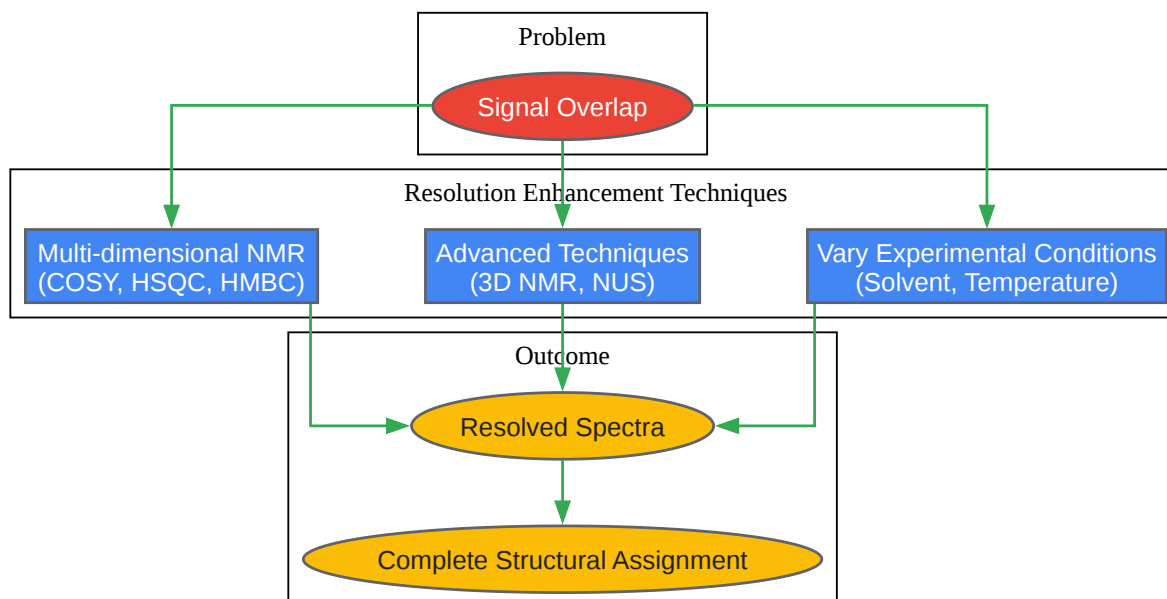 Problem
Signal Overlap
Resolution Enhancement Techniques
Multi-dimensional NMR
(COSY, HSQC, HMBC)
Advanced Techniques
(3D NMR, NUS)
Vary Experimental Conditions
(Solvent, Temperature)
Outcome
Resolved Spectra
Complete Structural Assignment